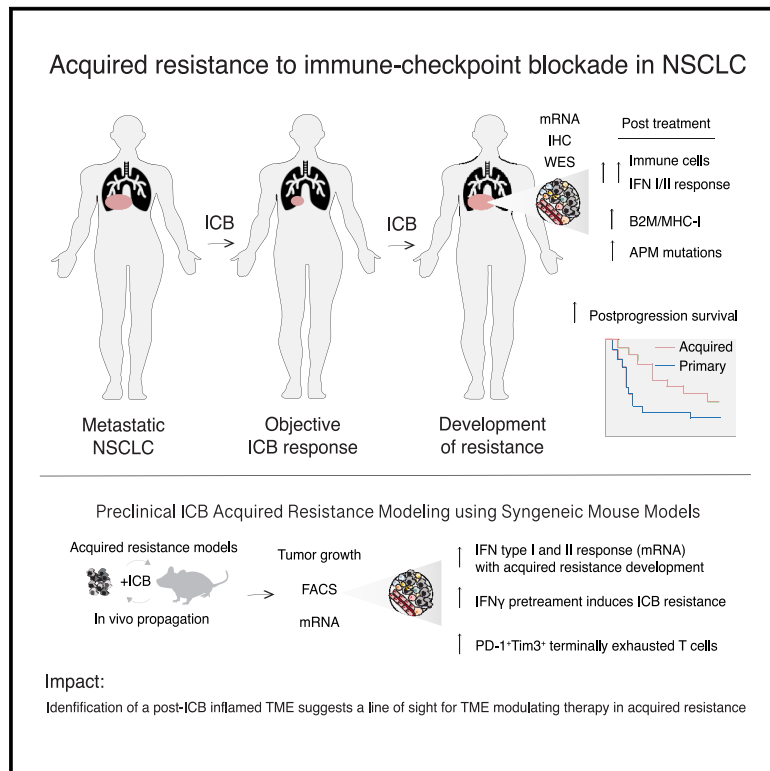 Acquired resistance to immune-checkpoint blockade in NSCLC
mRNA
IHC
WES
Post treatment
↑ ↑ Immune cells
IFN I/II response
↑ B2M/MHC-I
↑ APM mutations
ICB
ICB
↑ Postprogression survival
Acquired
Primary
Metastatic
NSCLC
Objective
ICB response
Development
of resistance
Preclinical ICB Acquired Resistance Modeling using Syngeneic Mouse Models
Acquired resistance models
+ICB
In vivo propagation
Tumor growth
FACS
mRNA
↑ IFN type I and II response (mRNA)
with acquired resistance development
↑ IFNγ pretreament induces ICB resistance
↑ PD-1⁺Tim3⁺ terminally exhausted T cells
Impact:
Idenfification of a post-ICB inflamed TME suggests a line of sight for TME modulating therapy in acquired resistance